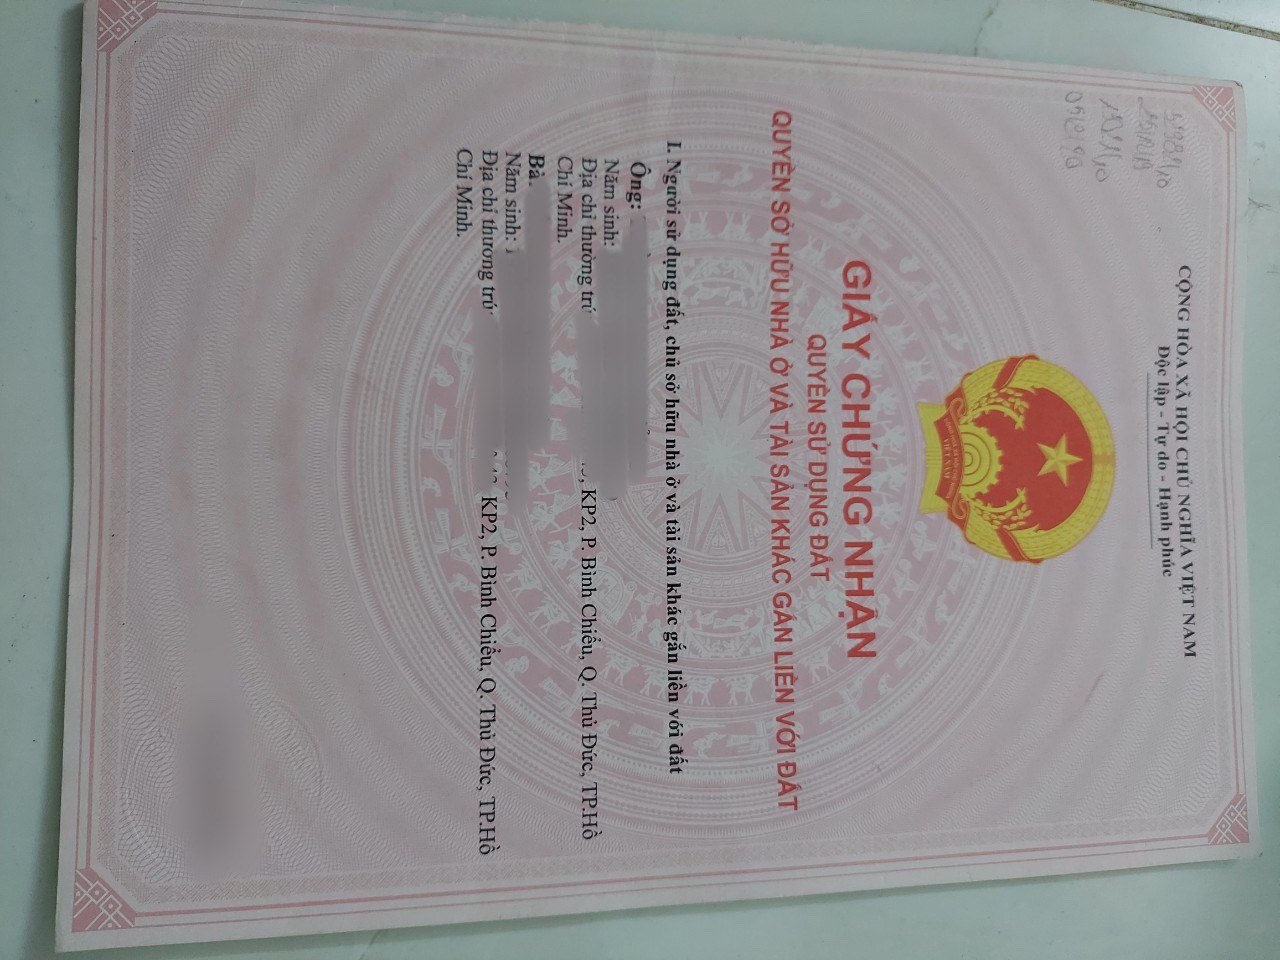 CỘNG HÒA XÃ HỘI CHỦ NGHĨA VIỆT NAM
Độc lập - Tự do - Hạnh phúc
VIỆT NAM
GIẤY CHỨNG NHẬN
QUYỀN SỬ DỤNG ĐẤT
QUYỀN SỞ HỮU NHÀ Ở VÀ TÀI SẢN KHÁC GẮN LIỀN VỚI ĐẤT
I. Người sử dụng đất, chủ sở hữu nhà ở và tài sản khác gắn liền với đất
Ông:
Năm sinh:
Địa chỉ thường trú KP2, P. Bình Chiểu, Q. Thủ Đức, TP.Hồ
Chí Minh.
Bà.
Năm sinh:
Địa chỉ thường trú KP2, P. Bình Chiểu, Q. Thủ Đức, TP.Hồ
Chí Minh.